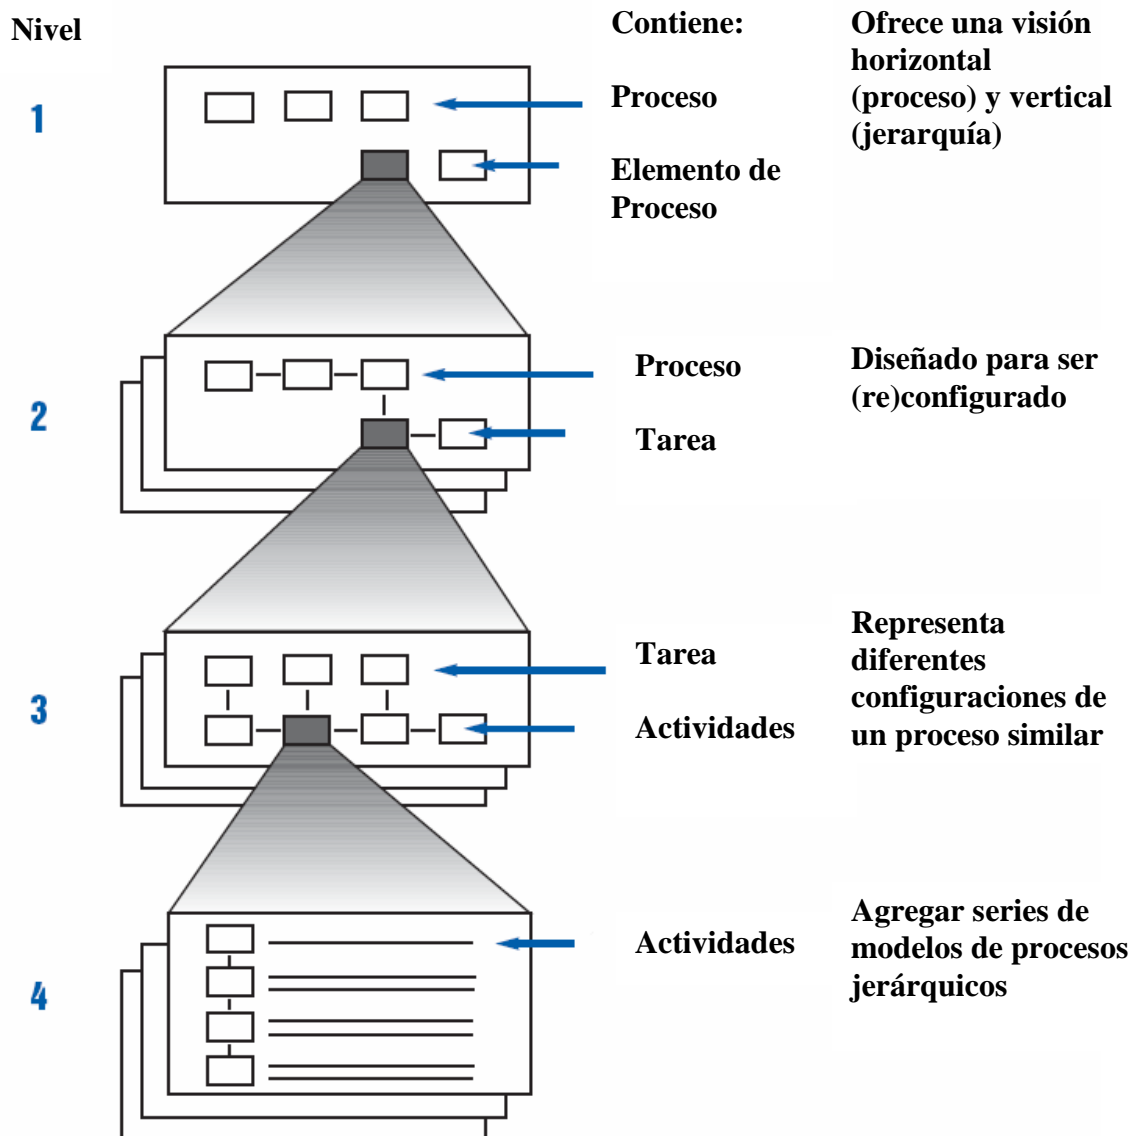 Nivel
Contiene:
Ofrece una visión
horizontal
(proceso) y vertical
(jerarquía)
1
Proceso
Elemento de
Proceso
2
Proceso
Tarea
Diseñado para ser
(re)configurado
3
Tarea
Actividades
Representa
diferentes
configuraciones de
un proceso similar
4
Actividades
Agregar series de
modelos de procesos
jerárquicos